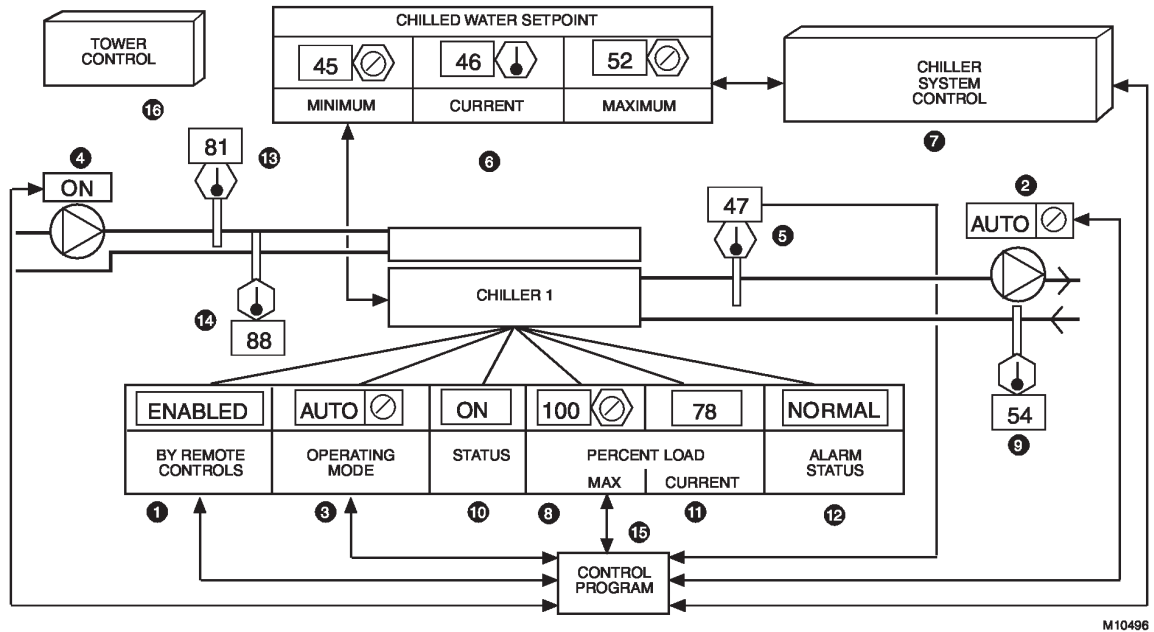 CHILLED WATER SETPOINT
TOWER
CONTROL
45
46
52
MINIMUM
CURRENT
MAXIMUM
CHILLER
SYSTEM
CONTROL
16
6
7
4
ON
81
13
2
AUTO
47
5
CHILLER 1
14
88
54
9
ENABLED
AUTO
ON
100
78
NORMAL
BY REMOTE
CONTROLS
OPERATING
MODE
STATUS
PERCENT LOAD
MAX
CURRENT
ALARM
STATUS
1
3
10
8
11
12
15
CONTROL
PROGRAM
M10496